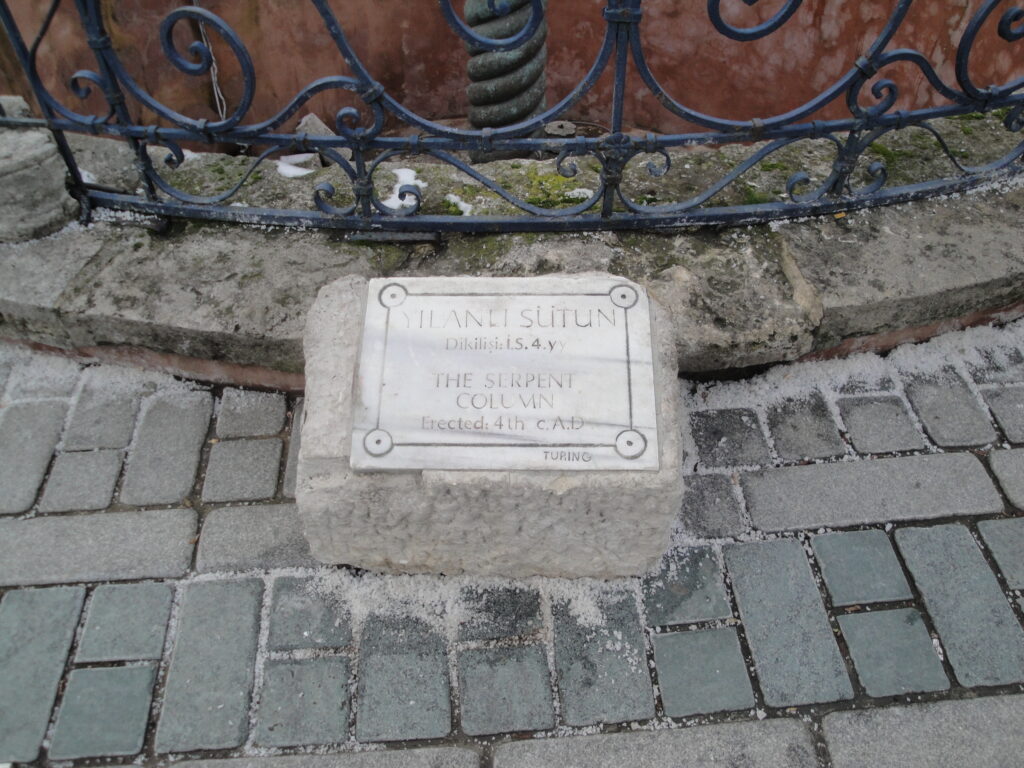 YILANLI SÜTUN
Dikilişi: İ.S. 4.yy
THE SERPENT
COLUMN
Erected: 4th c.A.D.
TURING